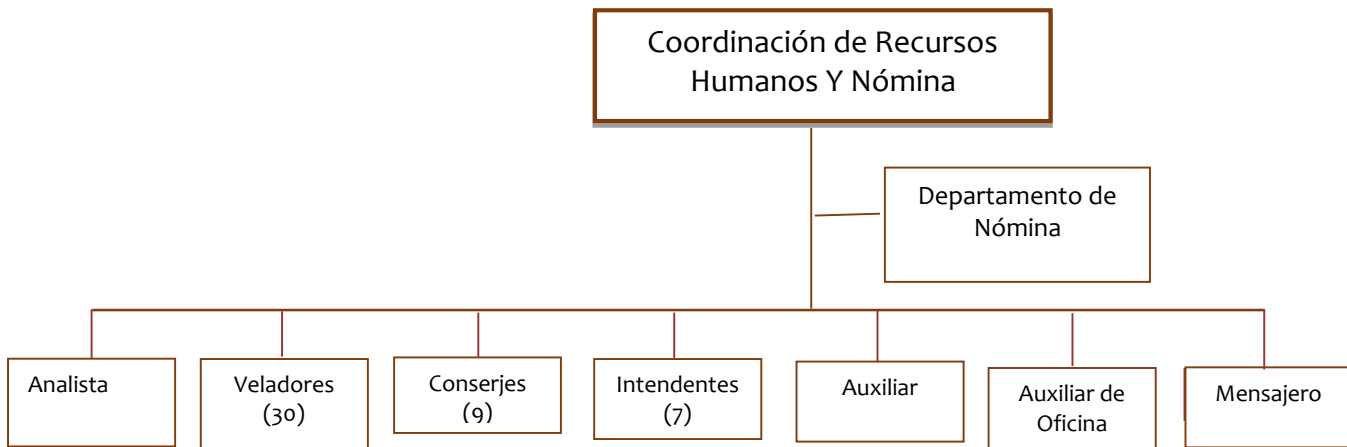 Coordinación de Recursos
Humanos Y Nómina
Departamento de
Nómina
Analista
Veladores
(30)
Conserjes
(9)
Intendentes
(7)
Auxiliar
Auxiliar de
Oficina
Mensajero